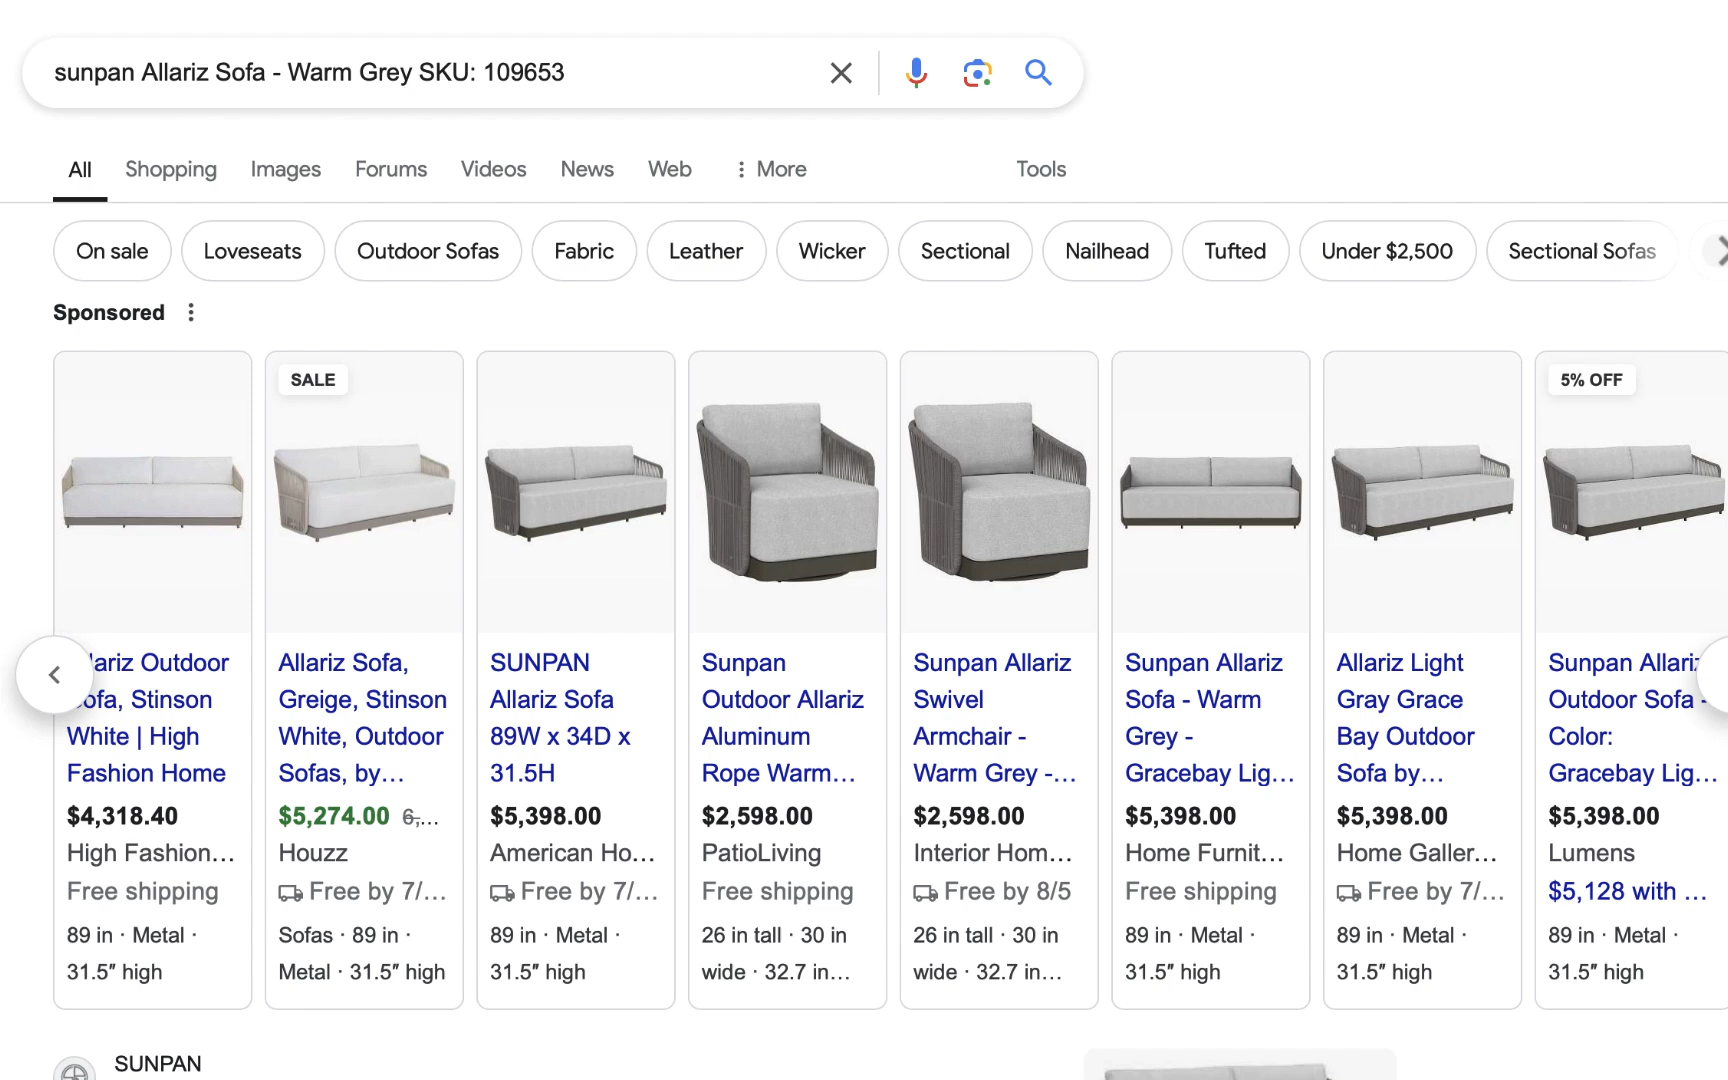 sunpan Allariz Sofa - Warm Grey SKU: 109653
All Shopping Images Forums Videos News Web More Tools
On sale Loveseats Outdoor Sofas Fabric Leather Wicker Sectional Nailhead Tufted Under $2,500 Sectional Sofas
Sponsored
Outdoor
Sofa, Stinson
White | High
Fashion Home
$4,318.40
High Fashion...
Free shipping
89 in · Metal ·
31.5″ high
SALE
Allariz Sofa,
Greige, Stinson
White, Outdoor
Sofas, by...
$5,274.00 6,...
Houzz
Free by 7/...
Sofas · 89 in ·
Metal · 31.5″ high
SUNPAN
Allariz Sofa
89W x 34D x
31.5H
$5,398.00
American Ho...
Free by 7/...
89 in · Metal ·
31.5″ high
Sunpan
Outdoor Allariz
Aluminum
Rope Warm...
$2,598.00
PatioLiving
Free shipping
26 in tall · 30 in
wide · 32.7 in...
Sunpan Allariz
Swivel
Armchair -
Warm Grey -...
$2,598.00
Interior Hom...
Free by 8/5
26 in tall · 30 in
wide · 32.7 in...
Sunpan Allariz
Sofa - Warm
Grey -
Gracebay Lig...
$5,398.00
Home Furnit...
Free shipping
89 in · Metal ·
31.5″ high
Allariz Light
Gray Grace
Bay Outdoor
Sofa by...
$5,398.00
Home Galler...
Free by 7/...
89 in · Metal ·
31.5″ high
5% OFF
Sunpan Allariz
Outdoor Sofa -
Color:
Gracebay Lig...
$5,398.00
Lumens
$5,128 with ...
89 in · Metal ·
31.5″ high
SUNPAN